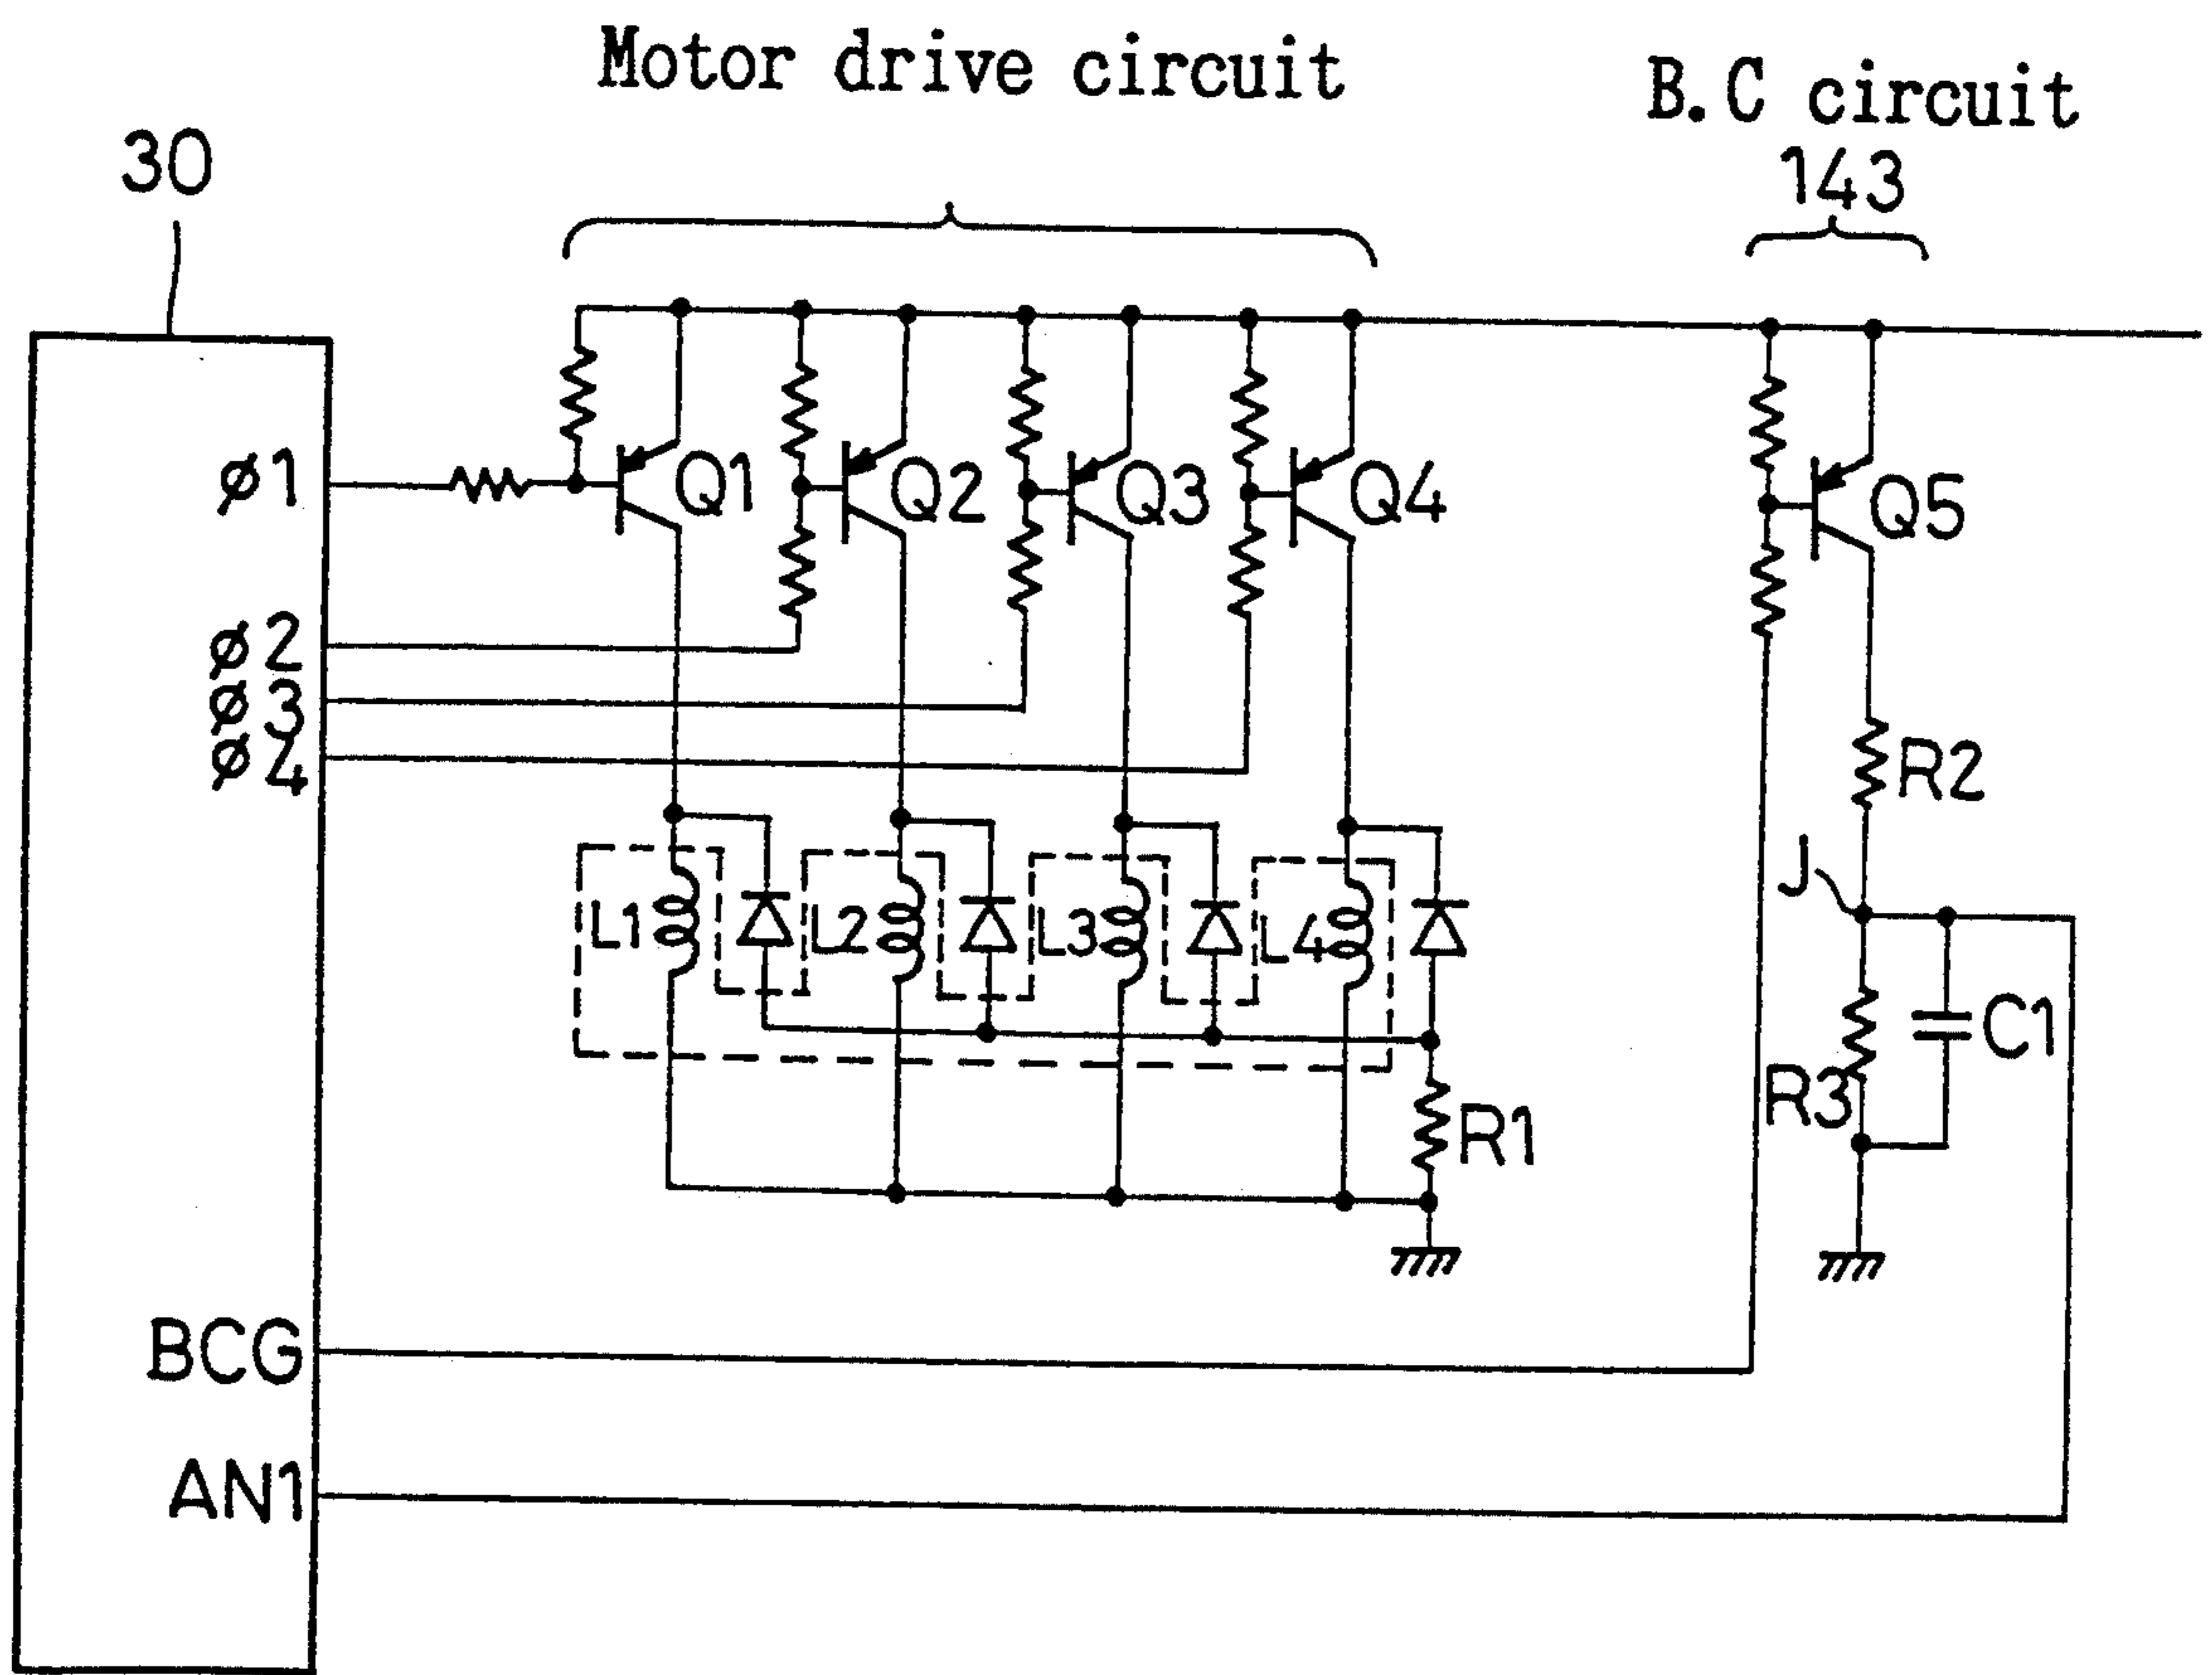 Motor drive circuit
B.C circuit
143
30
ø1
Q1
Q2
Q3
Q4
Q5
ø2
ø3
ø4
R2
J
L1
L2
L3
L4
C1
R3
R1
BCG
AN1